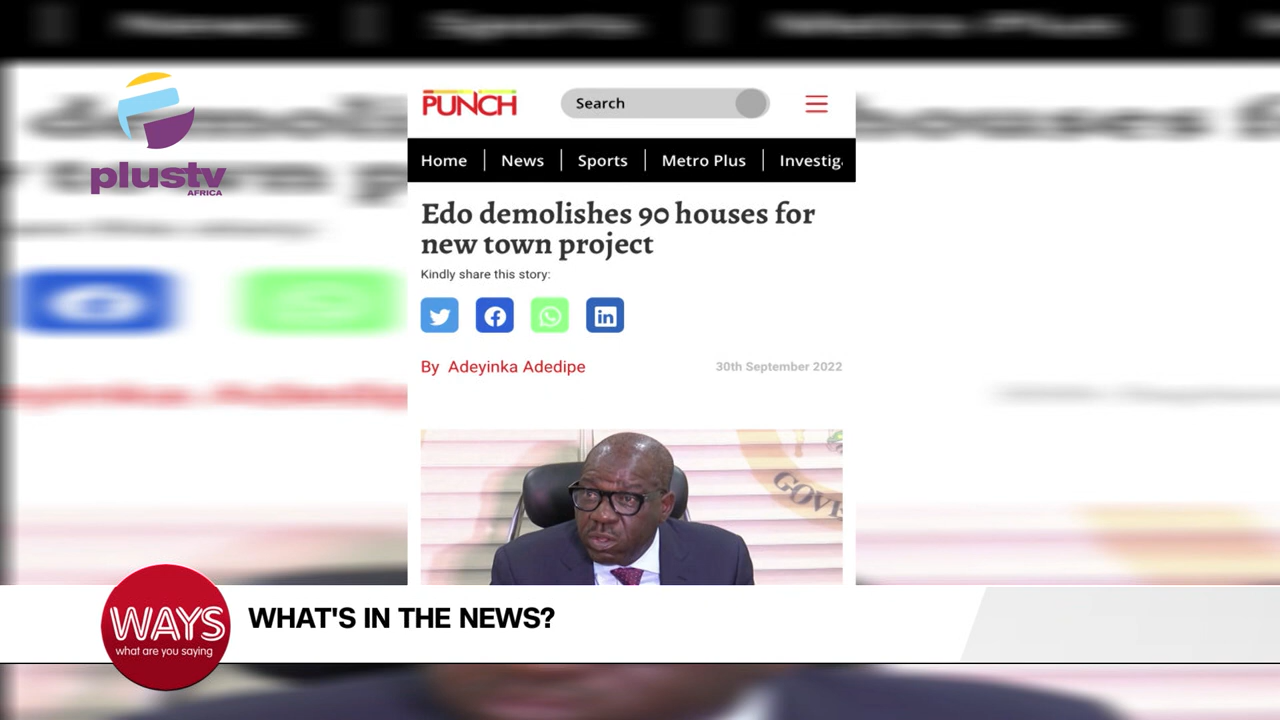 plustv
AFRICA
PUNCH
Search
Home
News
Sports
Metro Plus
Investig
Edo demolishes 90 houses for
new town project
Kindly share this story:
By Adeyinka Adedipe
30th September 2022
GOV
WAYS
what are you saying
WHAT'S IN THE NEWS?